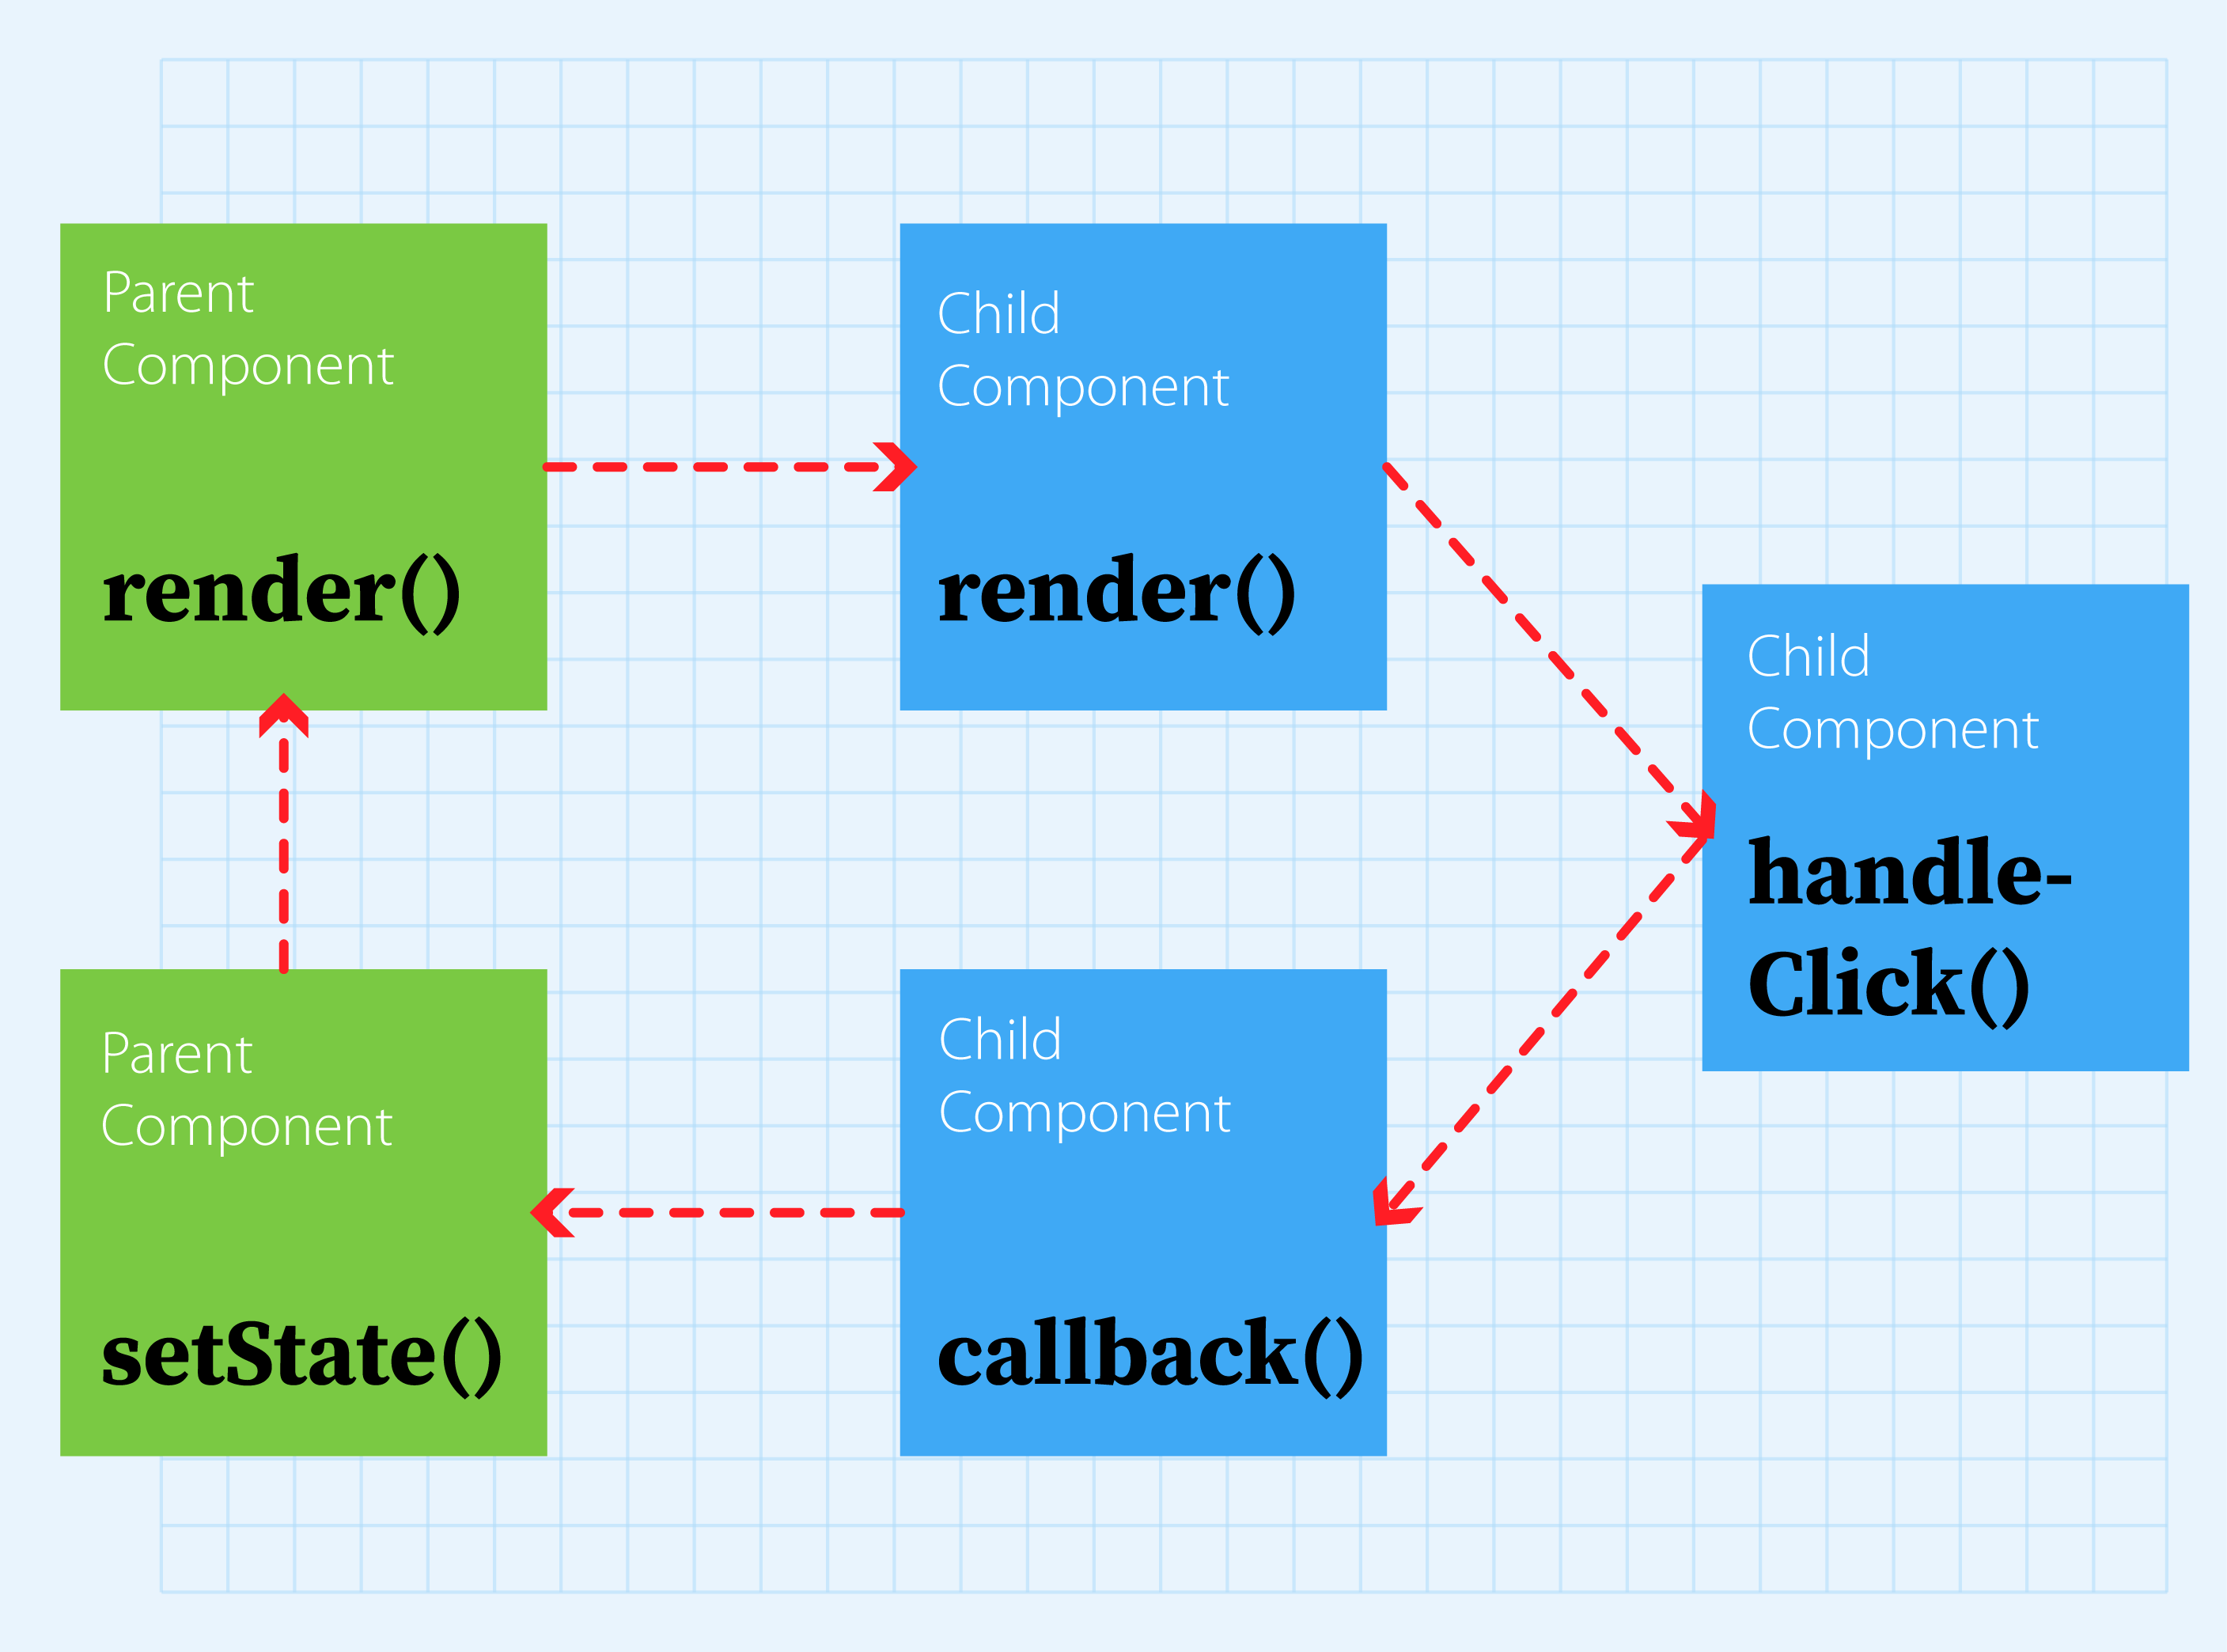 Parent
Component
render()
Child
Component
render()
Child
Component
handle-
Click()
Parent
Component
setState()
Child
Component
callback()